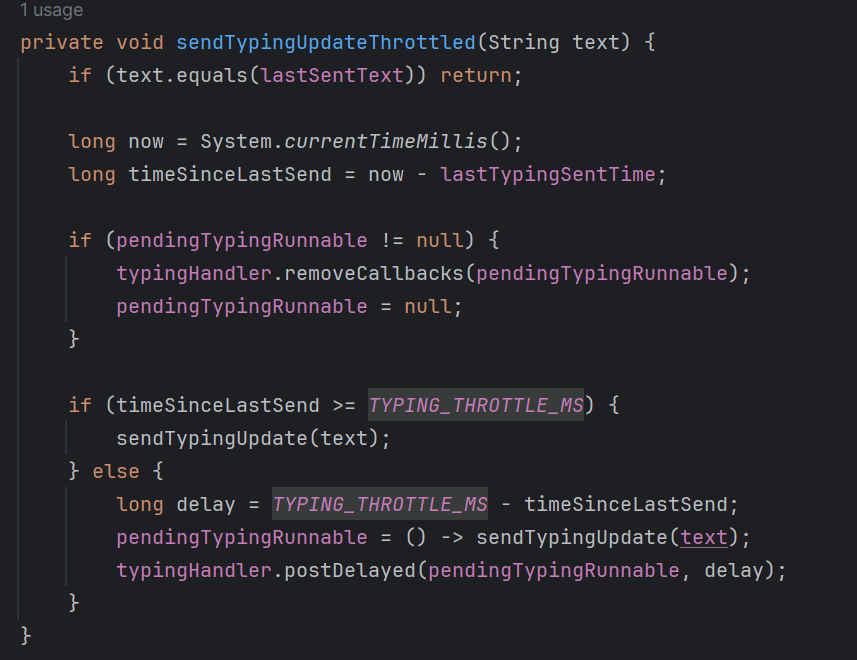 1 usage
private void sendTypingUpdateThrottled(String text) {
if (text.equals(lastSentText)) return;
long now = System.currentTimeMillis();
long timeSinceLastSend = now - lastTypingSentTime;
if (pendingTypingRunnable != null) {
typingHandler.removeCallbacks(pendingTypingRunnable);
pendingTypingRunnable = null;
}
if (timeSinceLastSend >= TYPING_THROTTLE_MS) {
sendTypingUpdate(text);
} else {
long delay = TYPING_THROTTLE_MS - timeSinceLastSend;
pendingTypingRunnable = () -> sendTypingUpdate(text);
typingHandler.postDelayed(pendingTypingRunnable, delay);
}
}